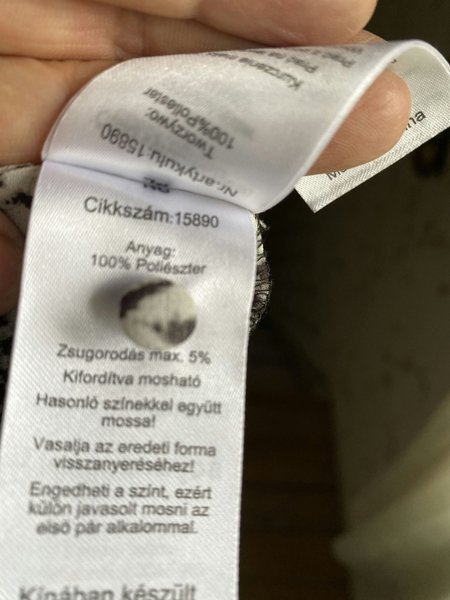 Tworzywo:
100%Poliester
Nr.artykułu.15890
Cikkszám:15890
Anyag:
100% Poliészter
Zsugorodás max. 5%
Kifordítva mosható
Hasonló színekkel együtt
mossa!
Vasalja az eredeti forma
visszanyeréséhez!
Engedheti a színt, ezért
külön javasolt mosni az
első pár alkalommal.
Kínában készült